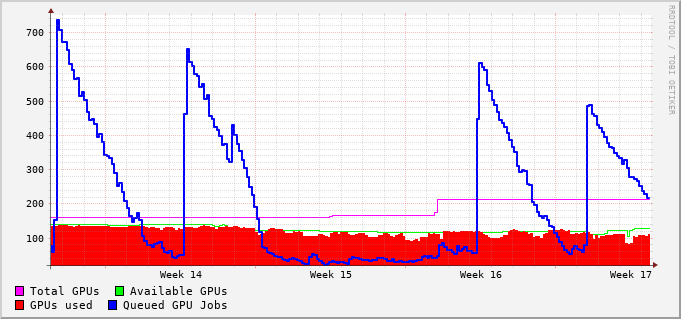 700
600
500
400
300
200
100
Week 14 Week 15 Week 16 Week 17
Total GPUs Available GPUs
GPUs used Queued GPU Jobs
RRDTOOL / TOBI OETIKER